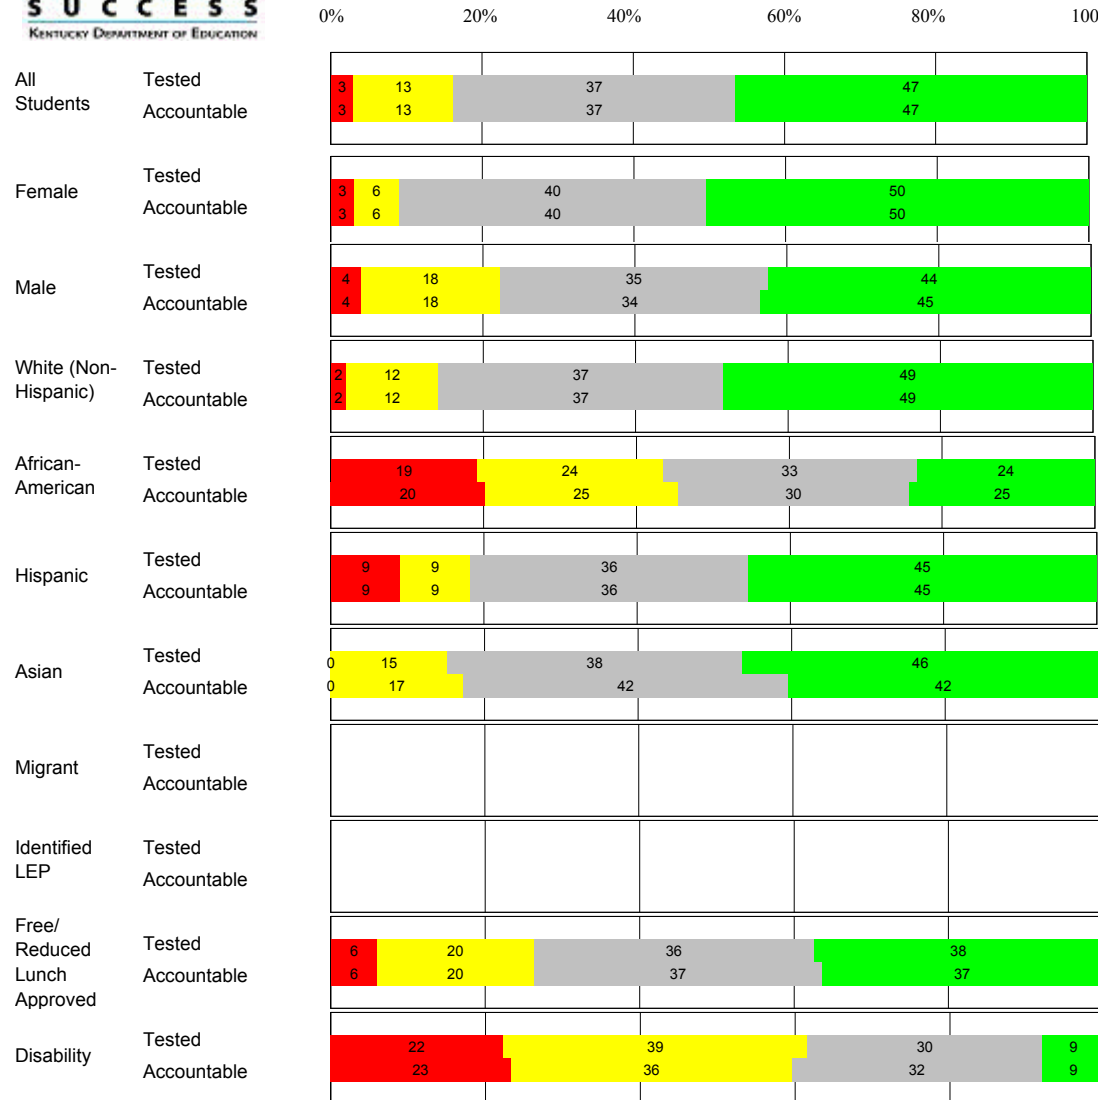 SUCCESS
KENTUCKY DEPARTMENT OF EDUCATION
0% 20% 40% 60% 80% 100
All Students
Tested 3 13 37 47
Accountable 3 13 37 47
Female
Tested 3 6 40 50
Accountable 3 6 40 50
Male
Tested 4 18 35 44
Accountable 4 18 34 45
White (Non-
Hispanic)
Tested 2 12 37 49
Accountable 2 12 37 49
African-
American
Tested 19 24 33 24
Accountable 20 25 30 25
Hispanic
Tested 9 9 36 45
Accountable 9 9 36 45
Asian
Tested 0 15 38 46
Accountable 0 17 42 42
Migrant
Tested
Accountable
Identified
LEP
Tested
Accountable
Free/
Reduced
Lunch
Approved
Tested 6 20 36 38
Accountable 6 20 37 37
Disability
Tested 22 39 30 9
Accountable 23 36 32 9